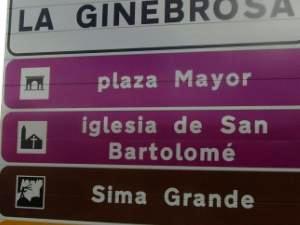 LA GINEBROSA
plaza Mayor
iglesia de San
Bartolomé
Sima Grande